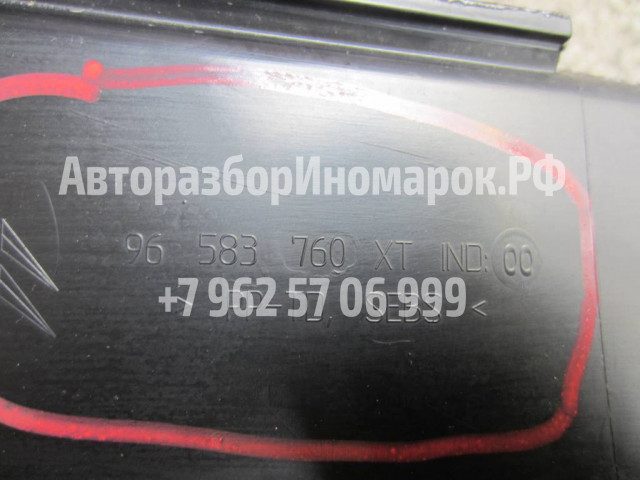 АвторазборИномарок.РФ
96 583 760 XT IND: 00
+7 962 57 06 999